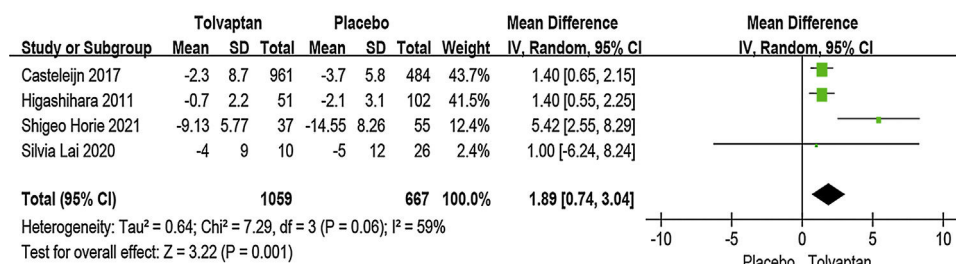 Tolvaptan Placebo Mean Difference Mean Difference
Study or Subgroup Mean SD Total Mean SD Total Weight IV, Random, 95% CI IV, Random, 95% CI
Casteleijn 2017 -2.3 8.7 961 -3.7 5.8 484 43.7% 1.40 [0.65, 2.15]
Higashihara 2011 -0.7 2.2 51 -2.1 3.1 102 41.5% 1.40 [0.55, 2.25]
Shigeo Horie 2021 -9.13 5.77 37 -14.55 8.26 55 12.4% 5.42 [2.55, 8.29]
Silvia Lai 2020 -4 9 10 -5 12 26 2.4% 1.00 [-6.24, 8.24]
Total (95% CI) 1059 667 100.0% 1.89 [0.74, 3.04]
Heterogeneity: Tau² = 0.64; Chi² = 7.29, df = 3 (P = 0.06); I² = 59%
Test for overall effect: Z = 3.22 (P = 0.001)
-10 -5 0 5 10
Placebo Tolvaptan